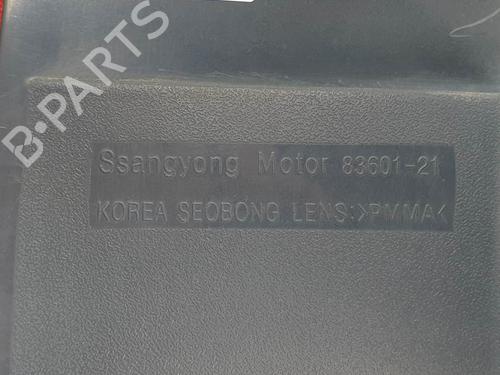 B-PARTS
Ssangyong Motor 83601-21
KOREA SEOBONG LENS:>PMMA<